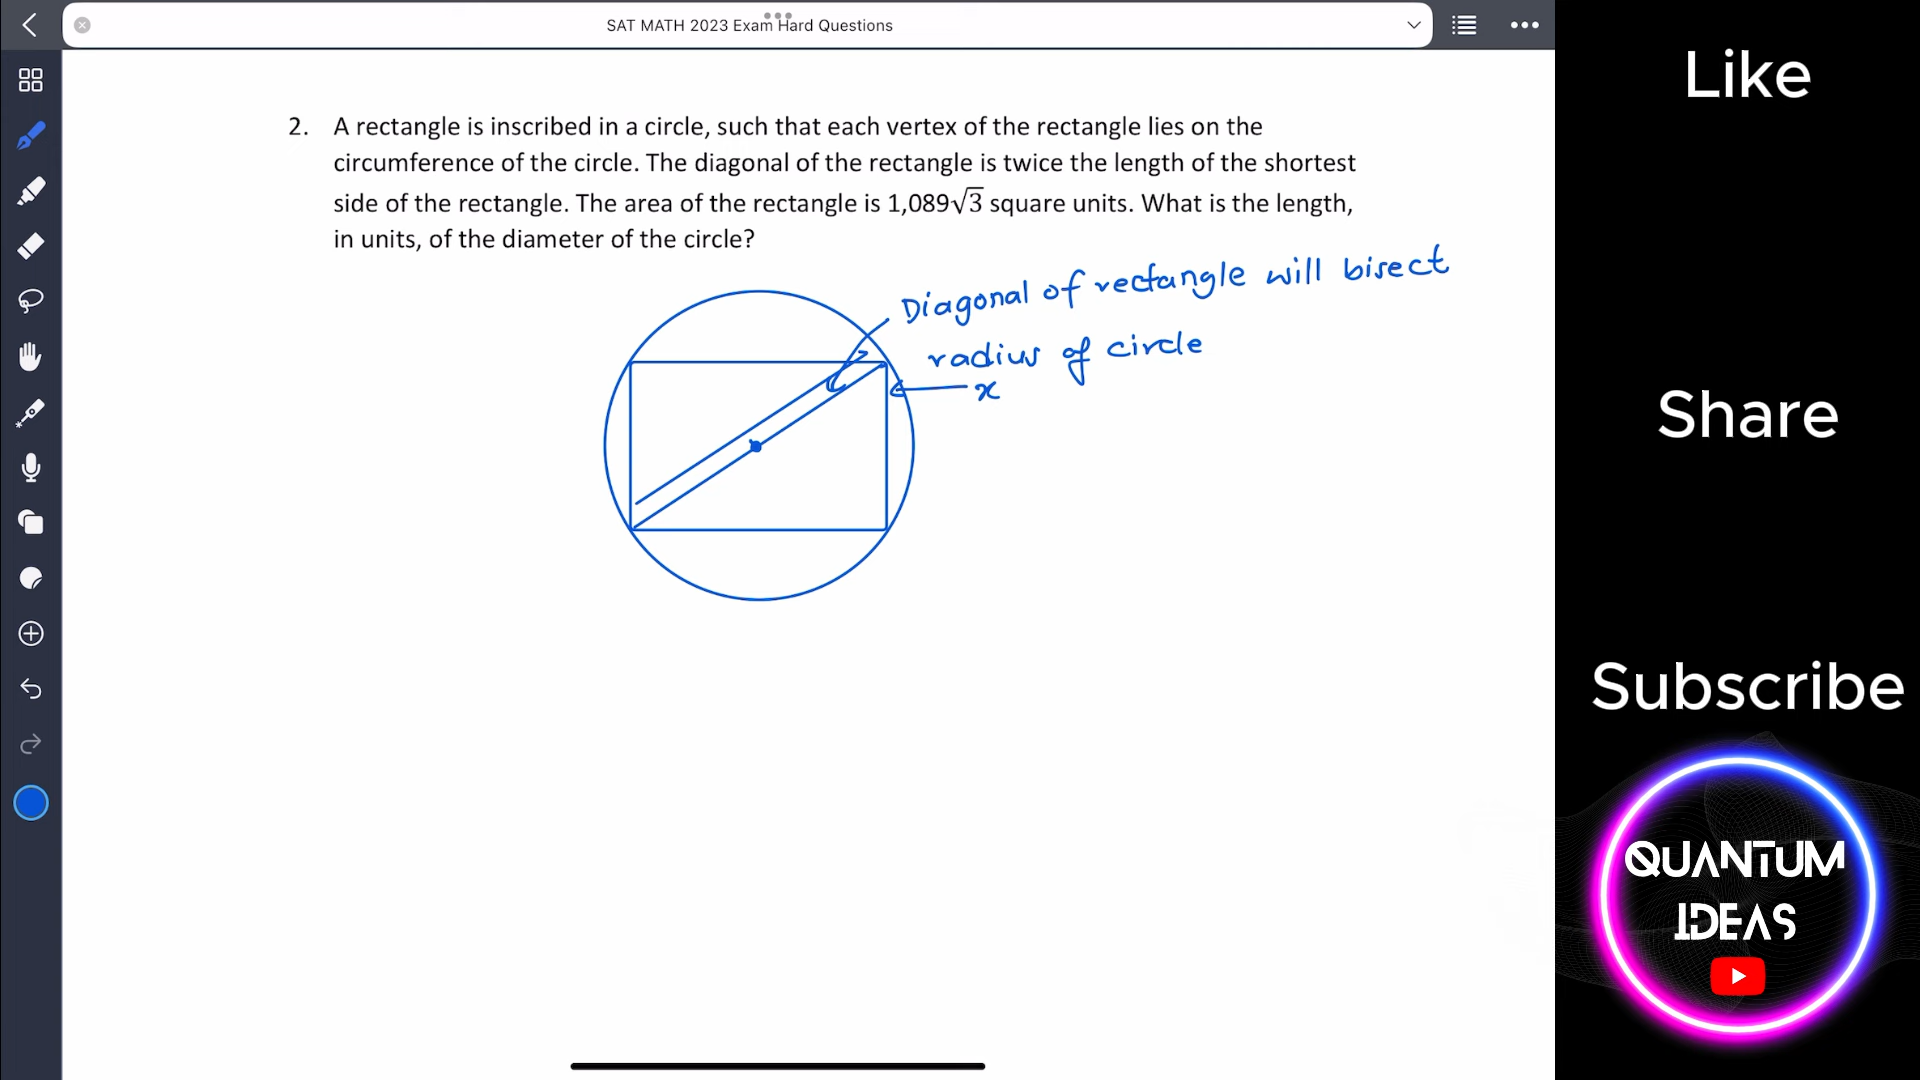 SAT MATH 2023 Exam Hard Questions
2. A rectangle is inscribed in a circle, such that each vertex of the rectangle lies on the
circumference of the circle. The diagonal of the rectangle is twice the length of the shortest
side of the rectangle. The area of the rectangle is 1,089√3 square units. What is the length,
in units, of the diameter of the circle?
Diagonal of rectangle will bisect
radius of circle
x
Like
Share
Subscribe
QUANTUM
IDEAS